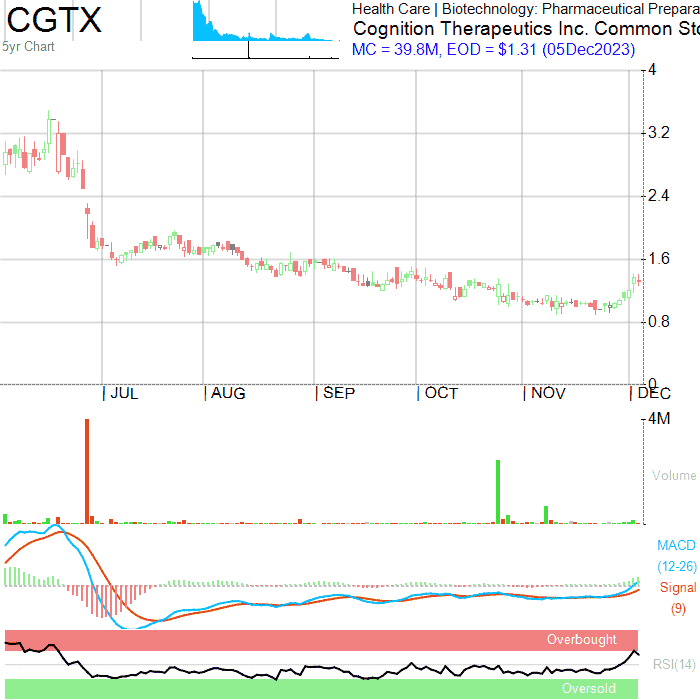 CGTX
5yr Chart
Health Care | Biotechnology: Pharmaceutical Prepara
Cognition Therapeutics Inc. Common Sto
MC = 39.8M, EOD = $1.31 (05Dec2023)
4
3.2
2.4
1.6
0.8
0
JUL AUG SEP OCT NOV DEC
4M
Volume
MACD
(12-26)
Signal
(9)
Overbought
RSI(14)
Oversold